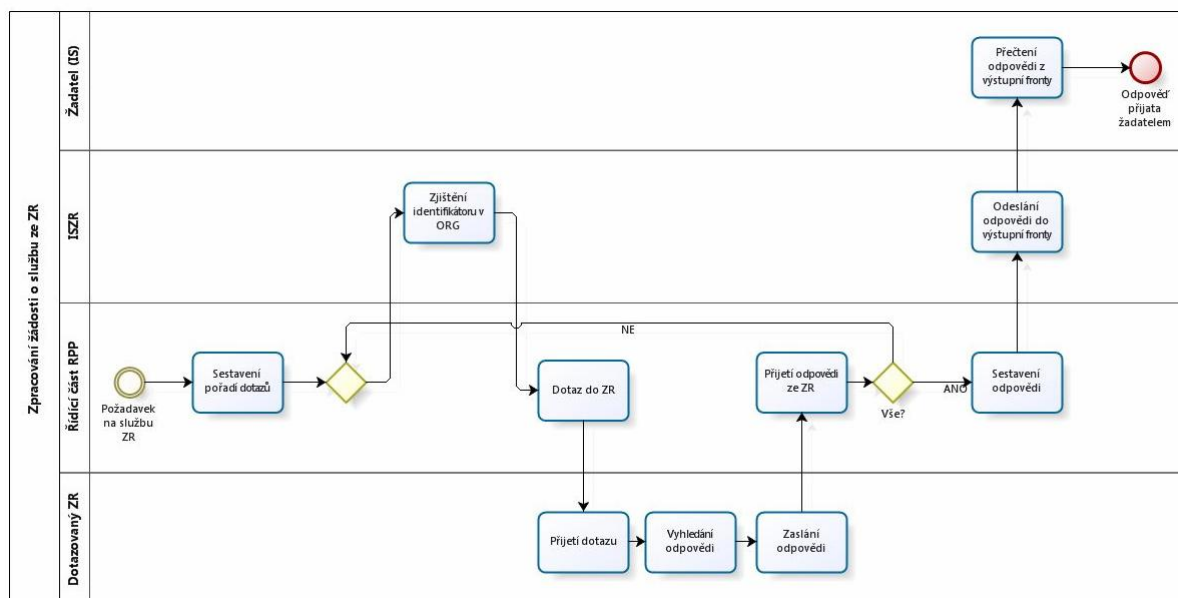 Zpracování žádosti o službu ze ZR
Žadatel (IS)
Přečtení
odpovědi z
výstupní fronty
Odpověď
přijata
žadatelem
ISZR
Zjištění
identifikátoru v
ORG
Odeslání
odpovědi do
výstupní fronty
Řídící část RPP
Požadavek
na službu
ZR
Sestavení
pořadí dotazů
Dotaz do ZR
NE
Přijetí odpovědi
ze ZR
Vše?
ANO
Sestavení
odpovědi
Dotazovaný ZR
Přijetí dotazu
Vyhledání
odpovědi
Zaslání
odpovědi